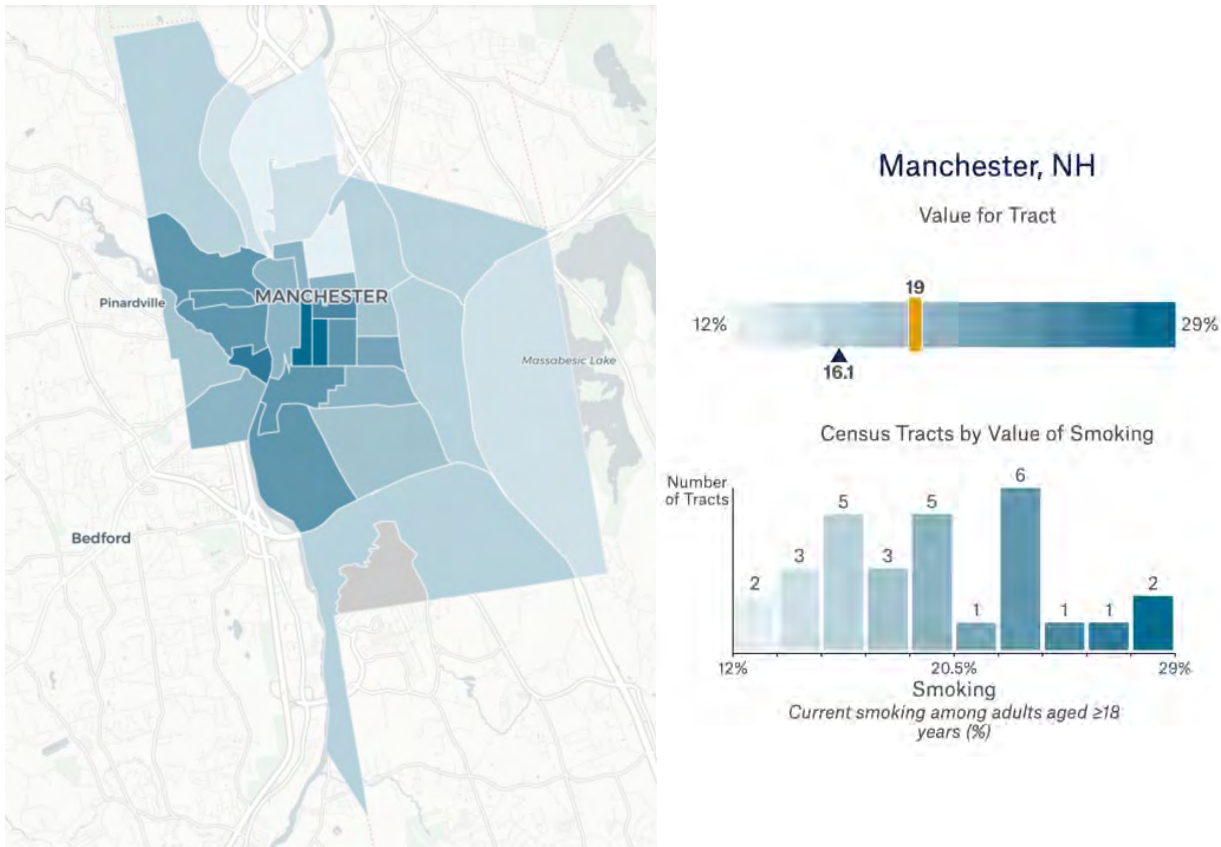 Pinardville
MANCHESTER
Massabesic Lake
Bedford
Manchester, NH
Value for Tract
19
12%
29%
16.1
Census Tracts by Value of Smoking
Number
of Tracts
2
3
5
3
5
1
6
1
1
2
12%
20.5%
29%
Smoking
Current smoking among adults aged ≥18
years (%)